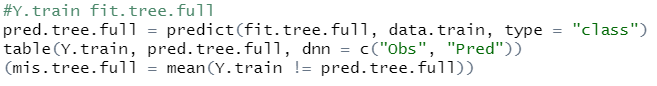 #Y.train fit.tree.full
pred.tree.full = predict(fit.tree.full, data.train, type = "class")
table(Y.train, pred.tree.full, dnn = c("Obs", "Pred"))
(mis.tree.full = mean(Y.train != pred.tree.full))